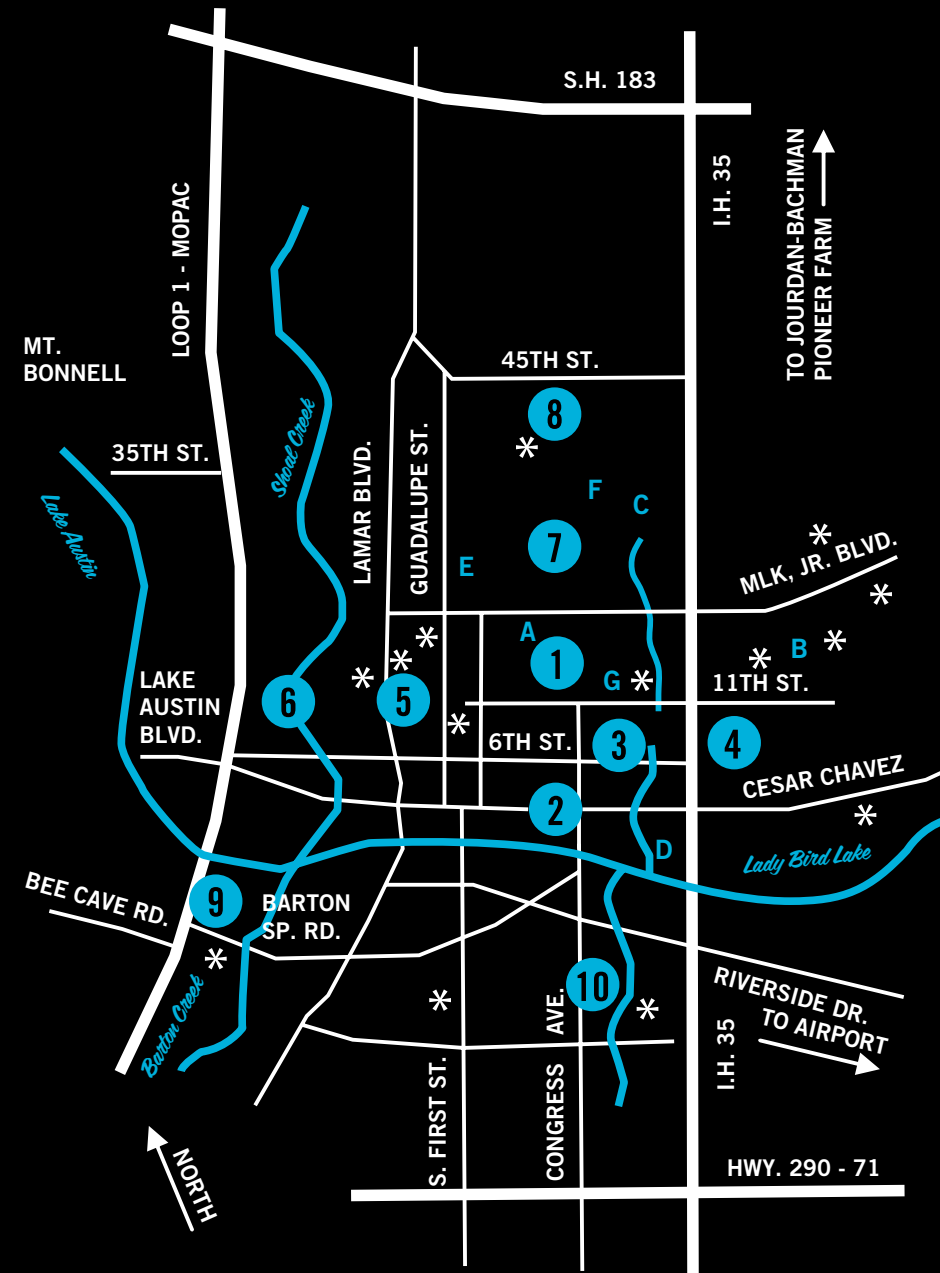 S.H. 183
I.H. 35
TO JOURDAN-BACHMAN
PIONEER FARM
LOOP 1 - MOPAC
MT.
BONNELL
45TH ST.
8
*
Shoal Creek
35TH ST.
LAMAR BLVD.
GUADALUPE ST.
F
C
Lake Austin
7
E
*
MLK, JR. BLVD.
*
A
*
1
B
*
*
*
*
G
*
11TH ST.
LAKE
AUSTIN
BLVD.
6
5
*
6TH ST.
3
4
CESAR CHAVEZ
2
*
D
Lady Bird Lake
BEE CAVE RD.
9
BARTON
SP. RD.
*
Barton Creek
*
AVE.
10
*
RIVERSIDE DR.
TO AIRPORT
I.H. 35
S. FIRST ST.
CONGRESS
NORTH
HWY. 290 - 71